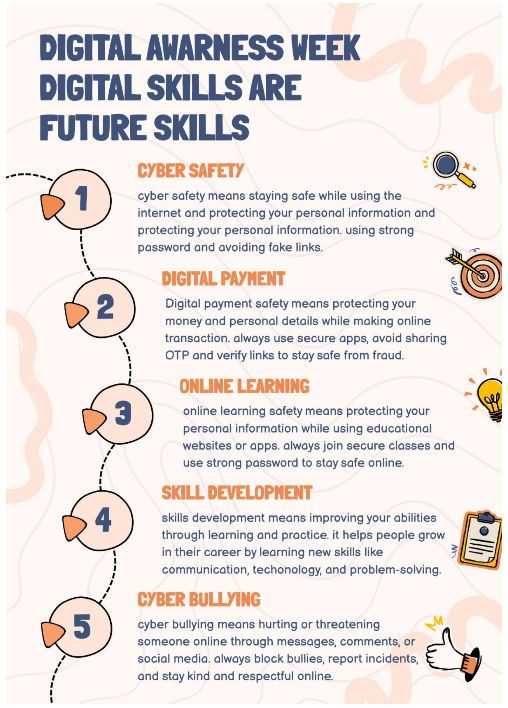 DIGITAL AWARNESS WEEK
DIGITAL SKILLS ARE
FUTURE SKILLS
1
CYBER SAFETY
cyber safety means staying safe while using the
internet and protecting your personal information and
protecting your personal information. using strong
password and avoiding fake links.
2
DIGITAL PAYMENT
Digital payment safety means protecting your
money and personal details while making online
transaction. always use secure apps, avoid sharing
OTP and verify links to stay safe from fraud.
3
ONLINE LEARNING
online learning safety means protecting your
personal information while using educational
websites or apps. always join secure classes and
use strong password to stay safe online.
4
SKILL DEVELOPMENT
skills development means improving your abilities
through learning and practice. it helps people grow
in their career by learning new skills like
communication, techonology, and problem-solving.
5
CYBER BULLYING
cyber bullying means hurting or threatening
someone online through messages, comments, or
social media. always block bullies, report incidents,
and stay kind and respectful online.